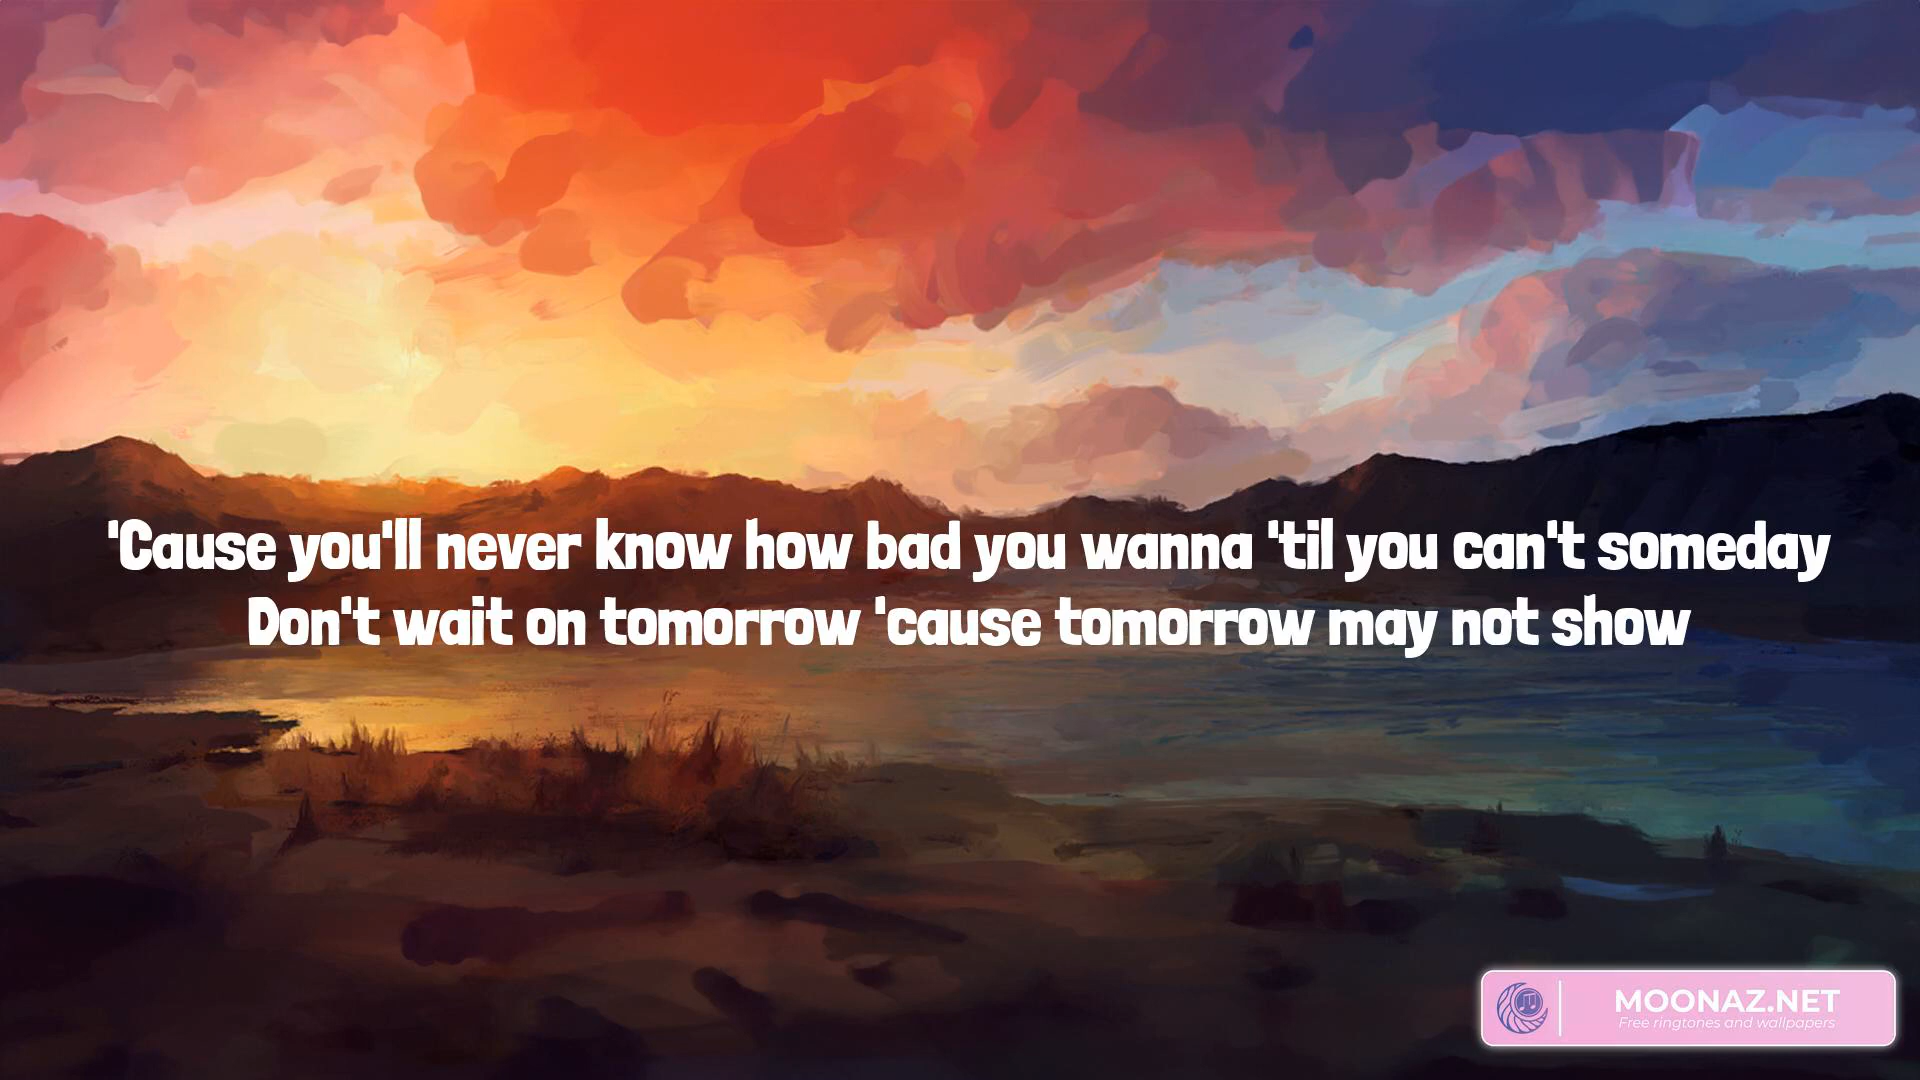 'Cause you'll never know how bad you wanna 'til you can't someday
Don't wait on tomorrow 'cause tomorrow may not show
MOONAZ.NET
Free ringtones and wallpapers